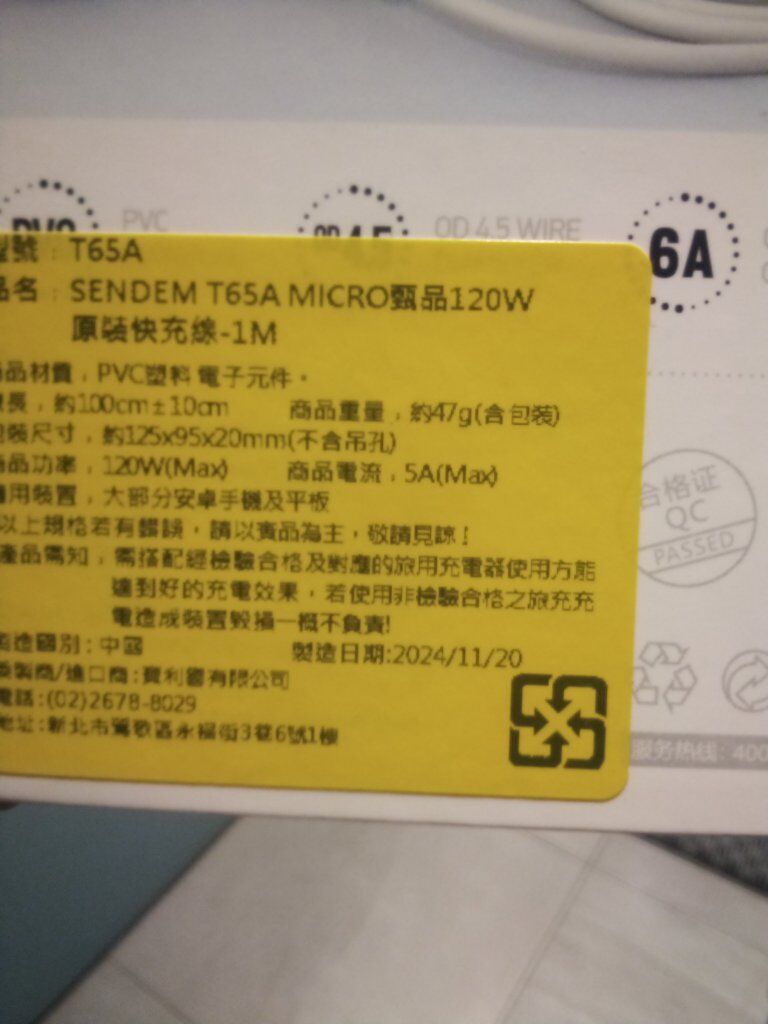 PVC
OD 4.5 WIRE
6A
型號：T65A
品名：SENDEM T65A MICRO甄品120W
原裝快充線-1M
商品材質：PVC塑料 電子元件。
線長：約100cm±10cm 商品重量：約47g(含包裝)
包裝尺寸：約125x95x20mm(不含吊孔)
商品功率：120W(Max) 商品電流：5A(Max)
適用裝置：大部分安卓手機及平板
以上規格若有錯誤，請以實品為主，敬請見諒！
產品需知：需搭配經檢驗合格及對應的旅用充電器使用方能
達到好的充電效果，若使用非檢驗合格之旅充充
電造成裝置毀損一概不負責!
製造國別：中國 製造日期:2024/11/20
委製商/進口商：寶利疆有限公司
電話:(02)2678-8029
地址:新北市鶯歌區永福街3巷6號1樓
合格证
QC
PASSED
服务热线：400